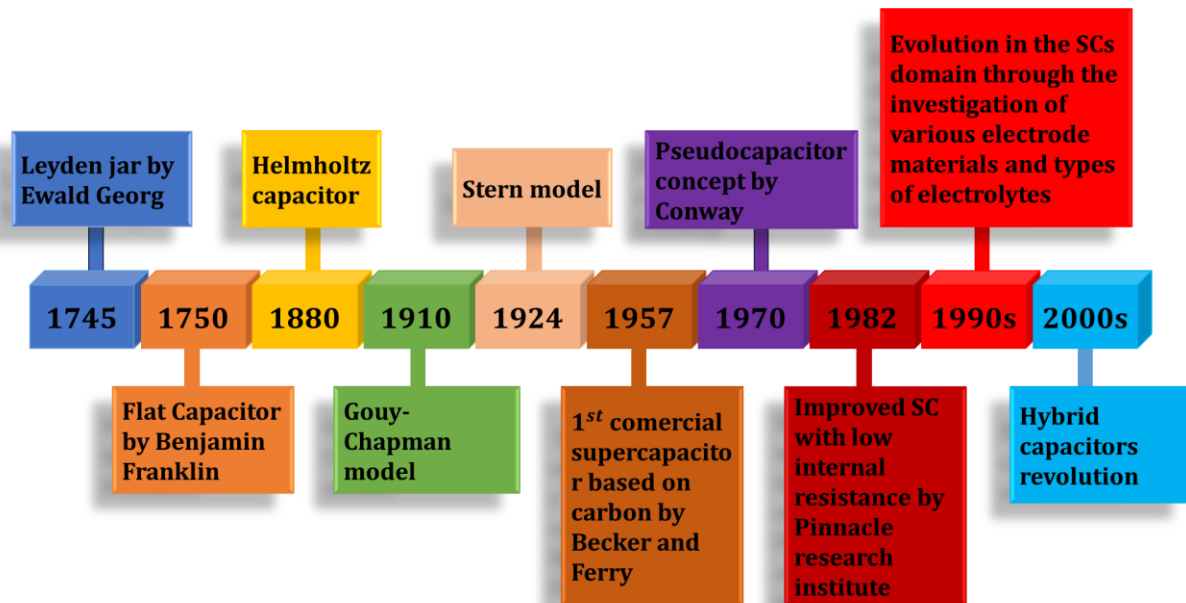 Leyden jar by
Ewald Georg
Helmholtz
capacitor
Stern model
Pseudocapacitor
concept by
Conway
Evolution in the SCs
domain through the
investigation of
various electrode
materials and types
of electrolytes
1745
1750
1880
1910
1924
1957
1970
1982
1990s
2000s
Flat Capacitor
by Benjamin
Franklin
Gouy-
Chapman
model
1st comercial
supercapacito
r based on
carbon by
Becker and
Ferry
Improved SC
with low
internal
resistance by
Pinnacle
research
institute
Hybrid
capacitors
revolution